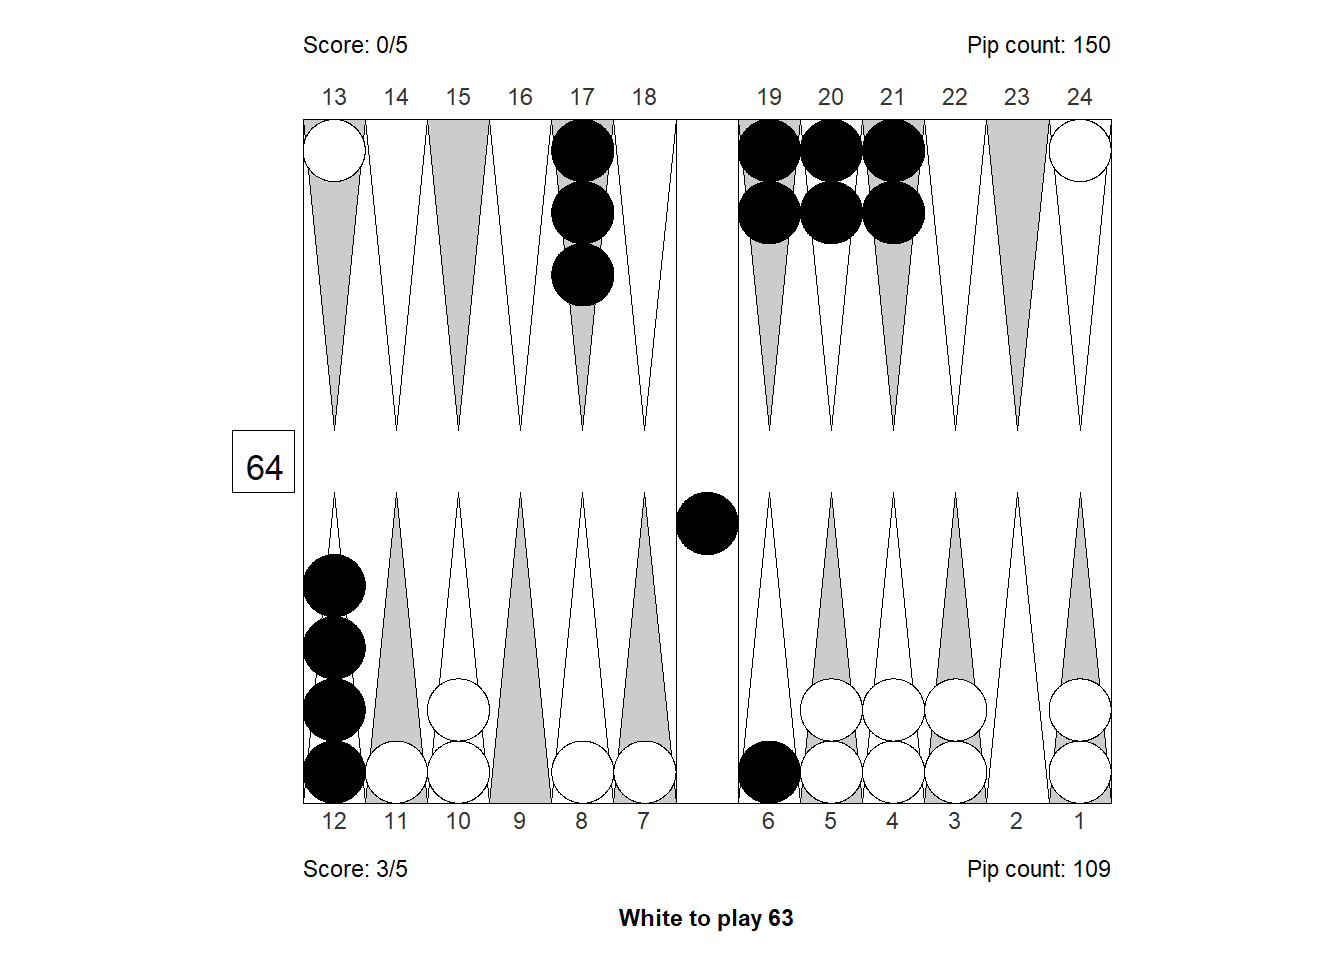 Score: 0/5 Pip count: 150
13 14 15 16 17 18 19 20 21 22 23 24
64
12 11 10 9 8 7 6 5 4 3 2 1
Score: 3/5 Pip count: 109
White to play 63